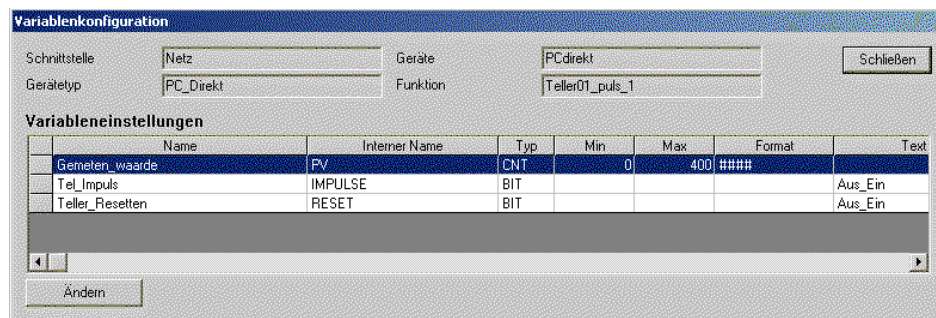 Variablenkonfiguration
Schnittstelle Netz Geräte PCdirekt Schließen
Gerätetyp PC_Direkt Funktion Teller01_puls_1
Variableneinstellungen
Name Interner Name Typ Min Max Format Text
Gemeten_waarde PV CNT 0 400 ####
Tel_Impuls IMPULSE BIT Aus_Ein
Teller_Resetten RESET BIT Aus_Ein
Ändern